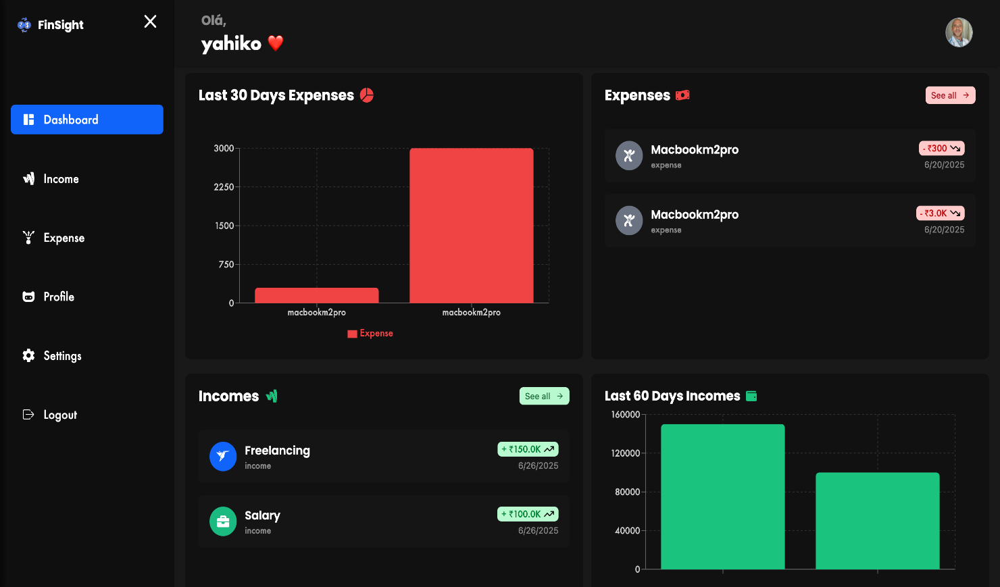 FinSight
Dashboard
Income
Expense
Profile
Settings
Logout
Olá,
yahiko ❤️
Last 30 Days Expenses
3000
2250
1500
750
0
macbookm2pro macbookm2pro
Expense
Expenses
See all →
Macbookm2pro
expense
- ₹300
6/20/2025
Macbookm2pro
expense
- ₹3.0K
6/20/2025
Incomes
See all →
Freelancing
income
+ ₹150.0K
6/26/2025
Salary
income
+ ₹100.0K
6/26/2025
Last 60 Days Incomes
160000
120000
80000
40000
0